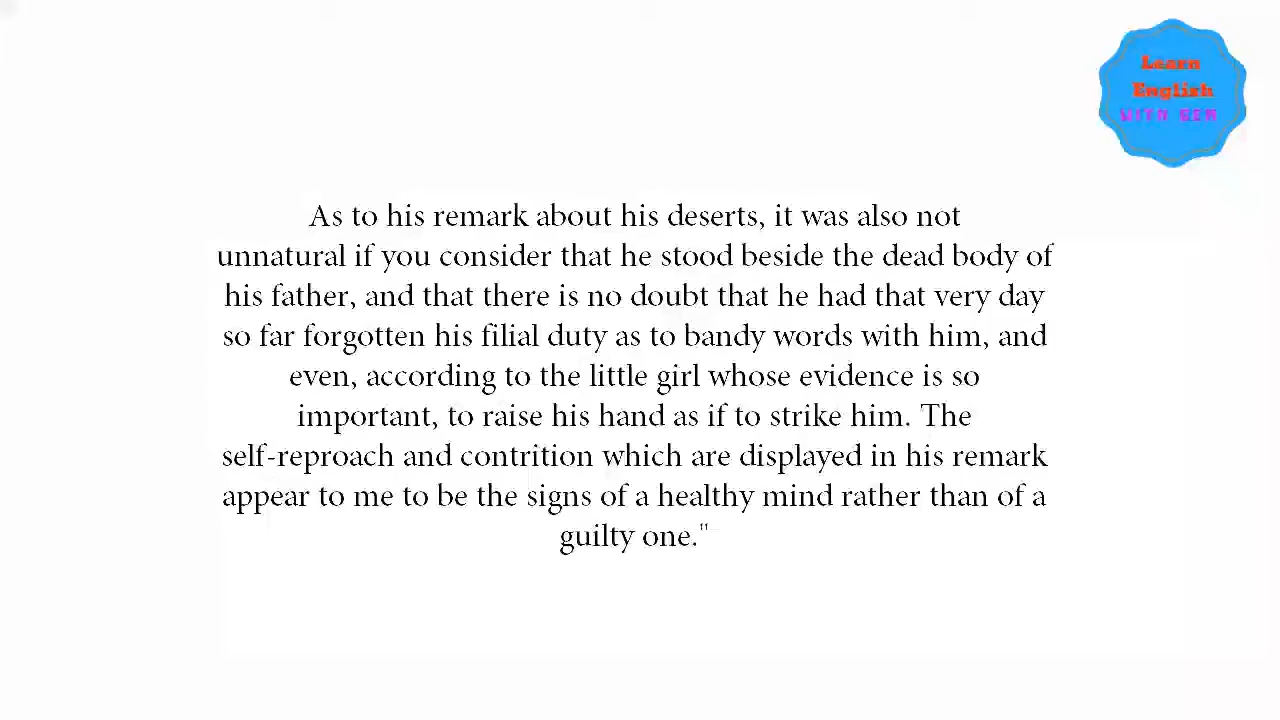 Learn
English
WITH BEN
As to his remark about his deserts, it was also not
unnatural if you consider that he stood beside the dead body of
his father, and that there is no doubt that he had that very day
so far forgotten his filial duty as to bandy words with him, and
even, according to the little girl whose evidence is so
important, to raise his hand as if to strike him. The
self-reproach and contrition which are displayed in his remark
appear to me to be the signs of a healthy mind rather than of a
guilty one."